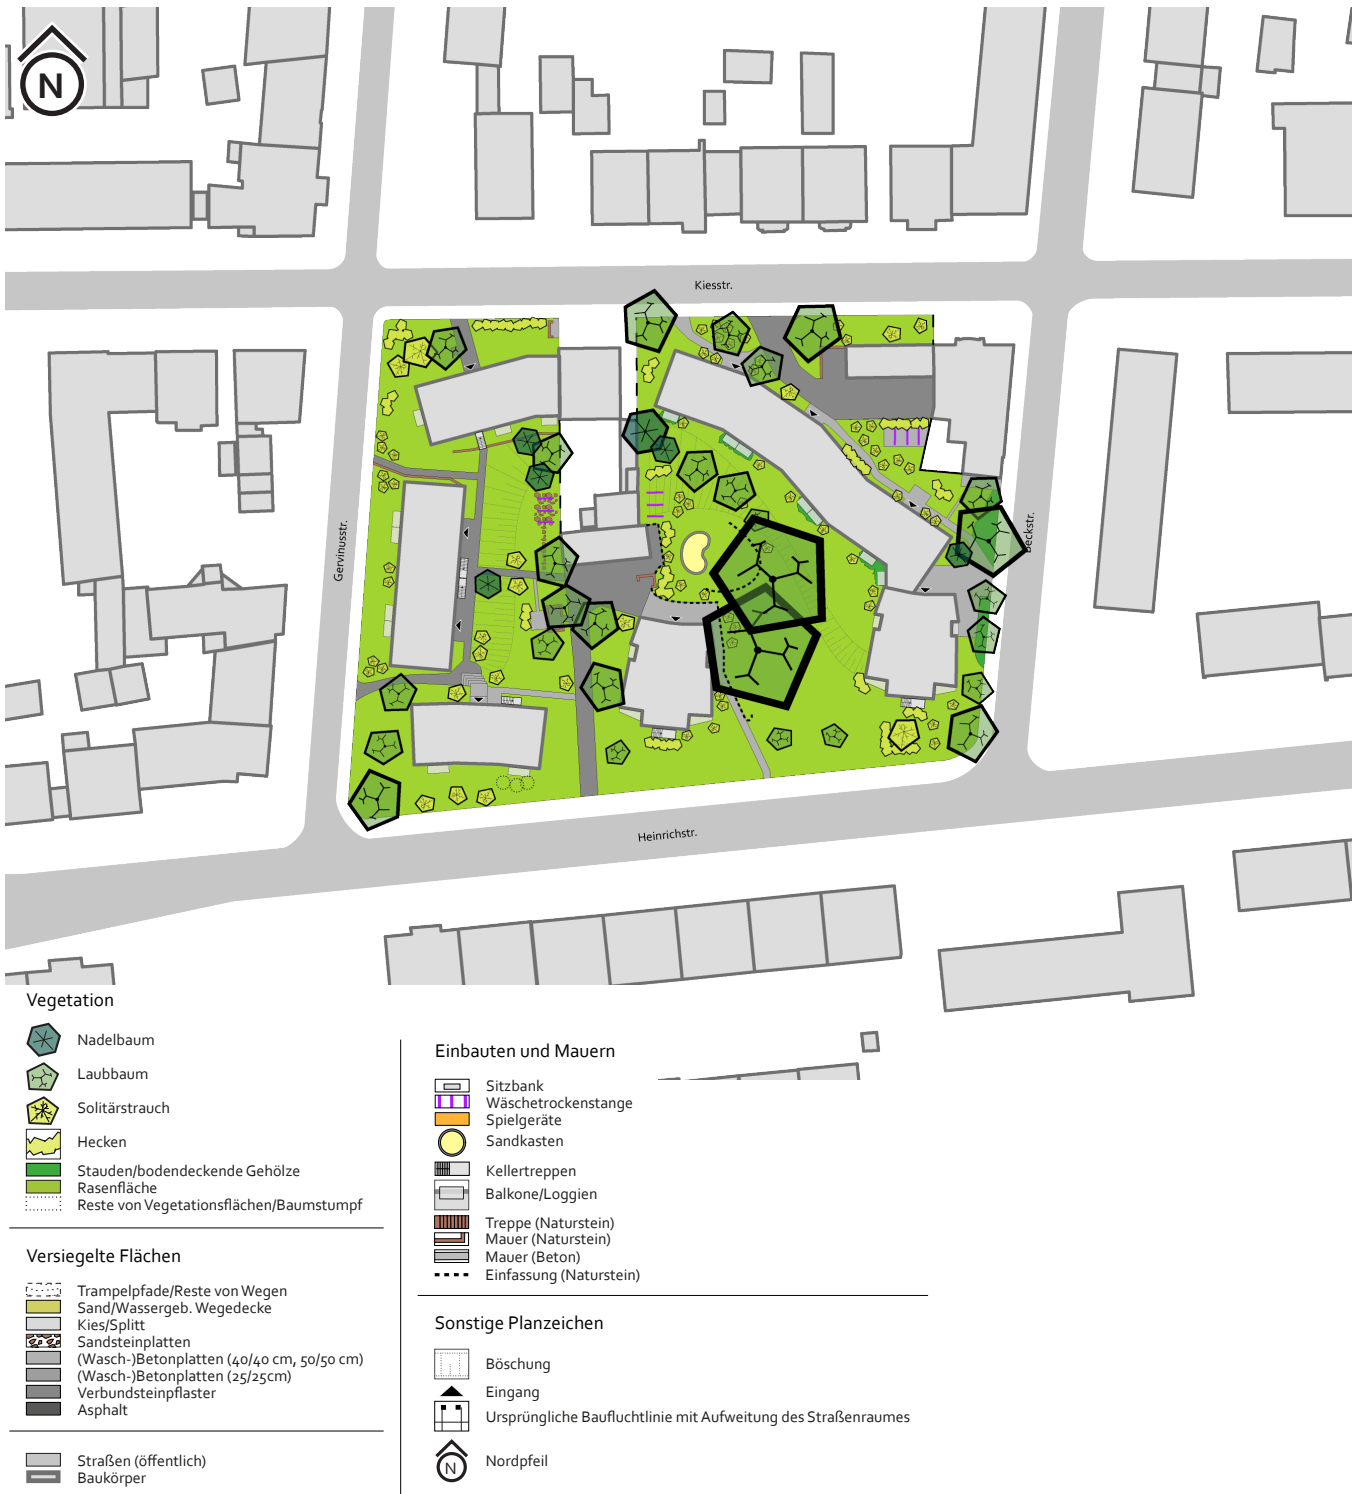 N
Kiesstr.
Gervinusstr.
Beckstr.
Heinrichstr.
Vegetation
Nadelbaum
Laubbaum
Solitärstrauch
Hecken
Stauden/bodendeckende Gehölze
Rasenfläche
Reste von Vegetationsflächen/Baumstumpf
Versiegelte Flächen
Trampelpfade/Reste von Wegen
Sand/Wassergeb. Wegedecke
Kies/Splitt
Sandsteinplatten
(Wasch-)Betonplatten (40/40 cm, 50/50 cm)
(Wasch-)Betonplatten (25/25cm)
Verbundsteinpflaster
Asphalt
Straßen (öffentlich)
Baukörper
Einbauten und Mauern
Sitzbank
Wäschetrockenstange
Spielgeräte
Sandkasten
Kellertreppen
Balkone/Loggien
Treppe (Naturstein)
Mauer (Naturstein)
Mauer (Beton)
Einfassung (Naturstein)
Sonstige Planzeichen
Böschung
Eingang
Ursprüngliche Baufluchtlinie mit Aufweitung des Straßenraumes
N
Nordpfeil